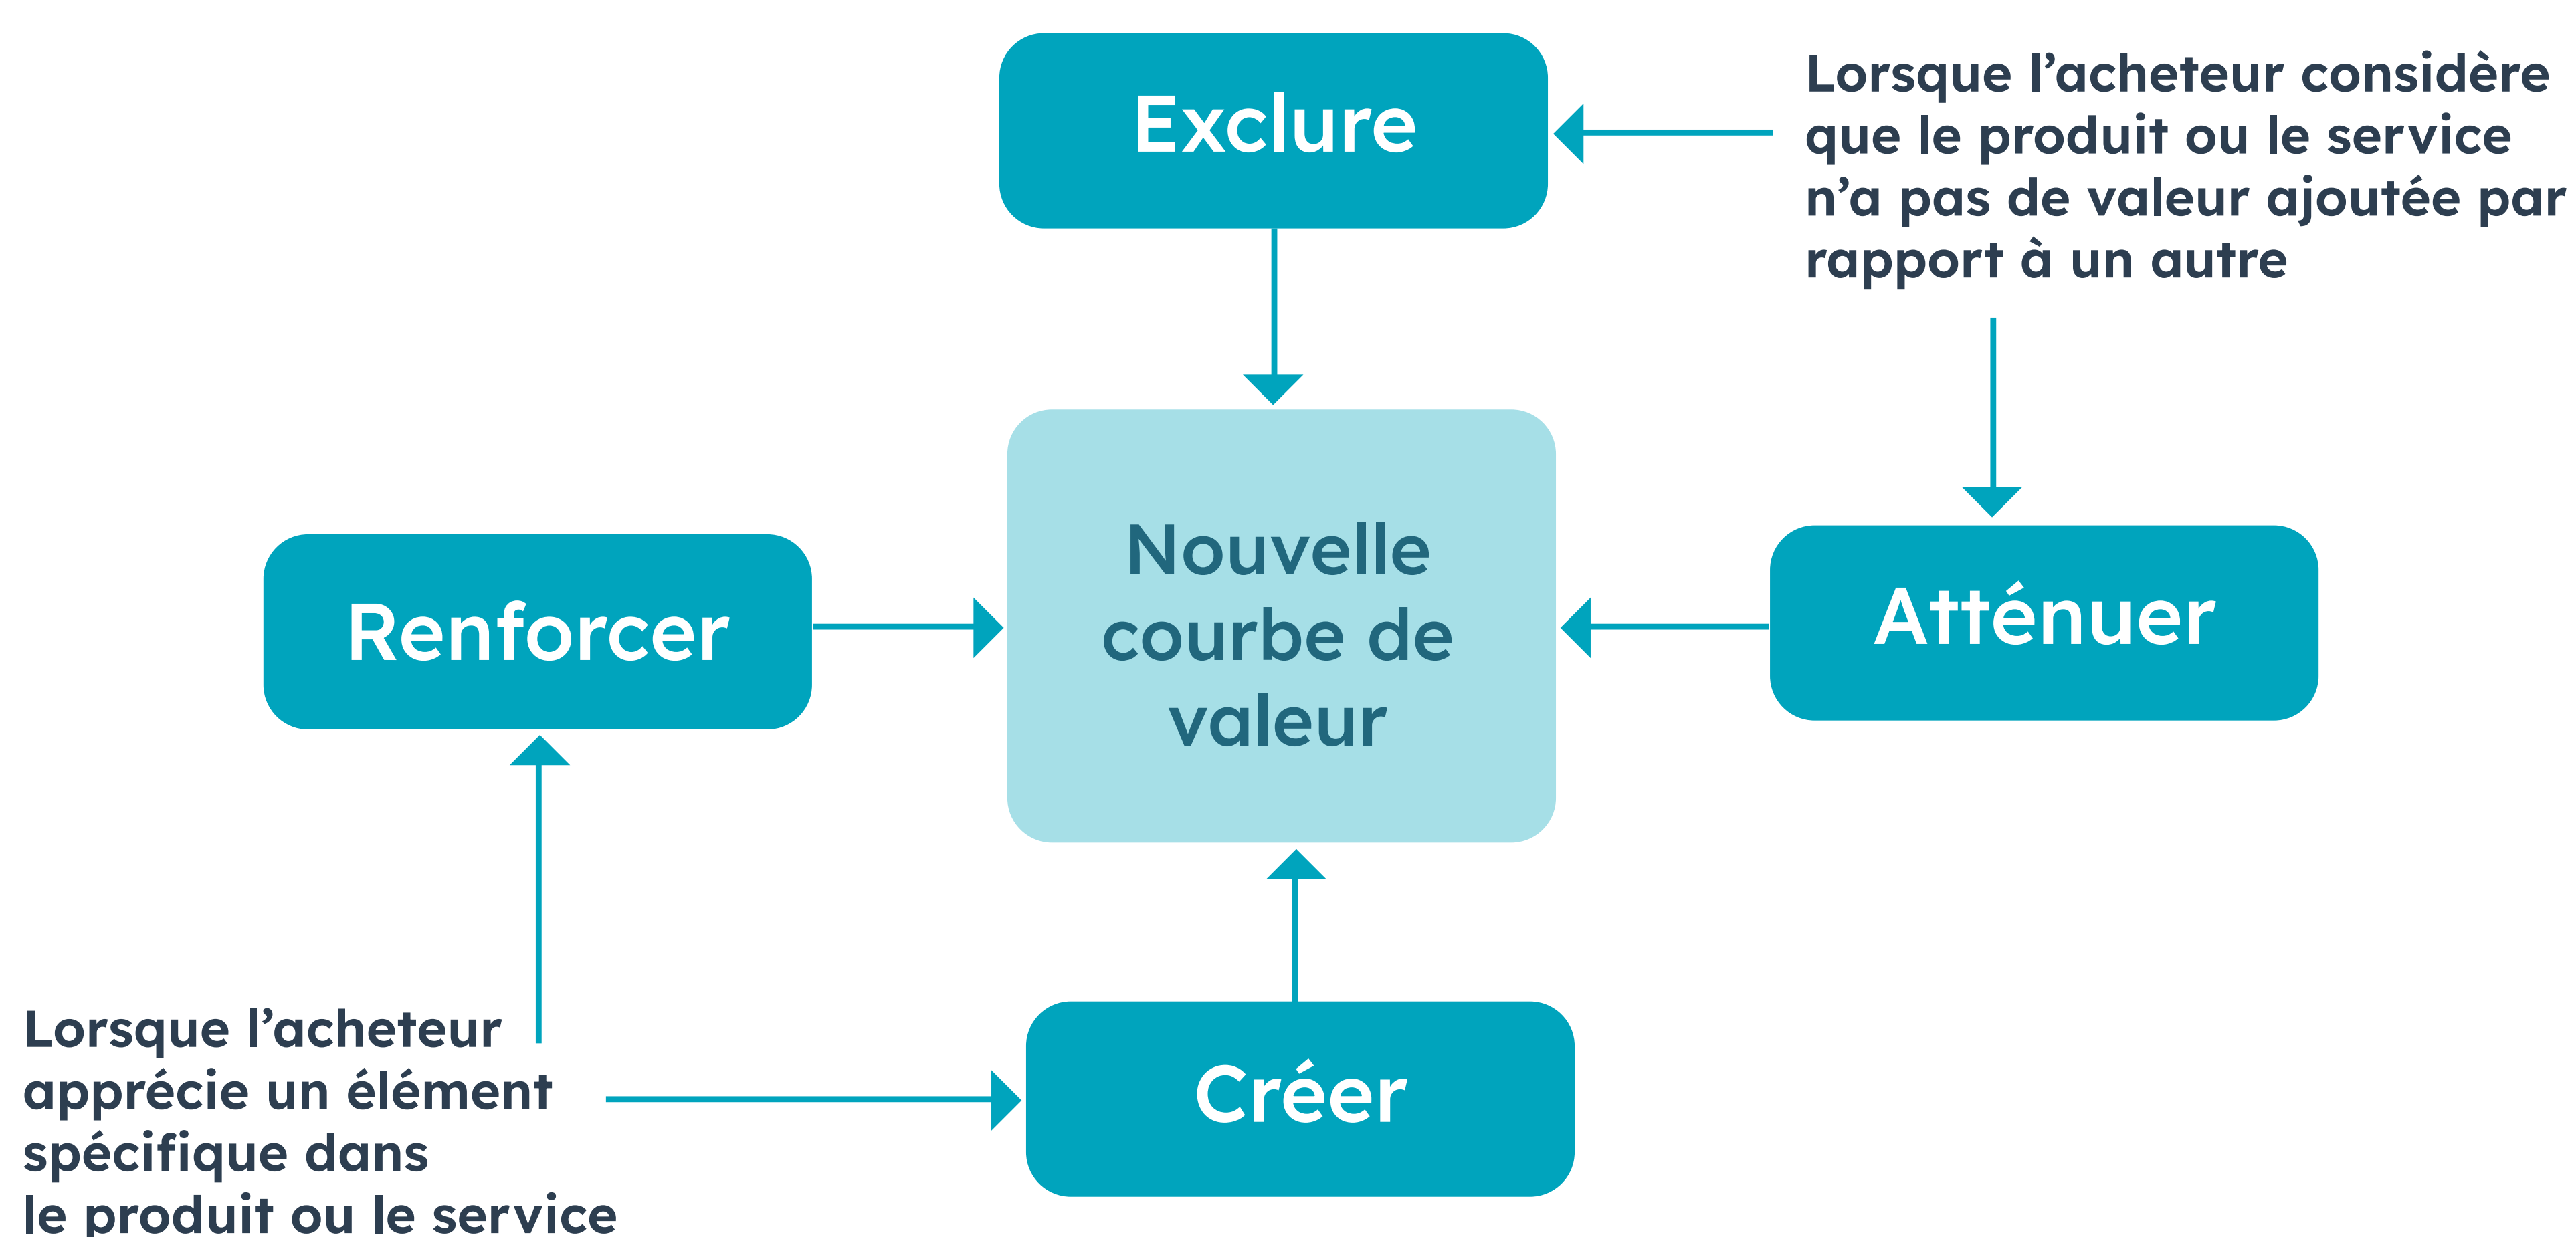 Exclure
Lorsque l’acheteur considère
que le produit ou le service
n’a pas de valeur ajoutée par
rapport à un autre
Renforcer
Nouvelle
courbe de
valeur
Atténuer
Lorsque l’acheteur
apprécie un élément
spécifique dans
le produit ou le service
Créer